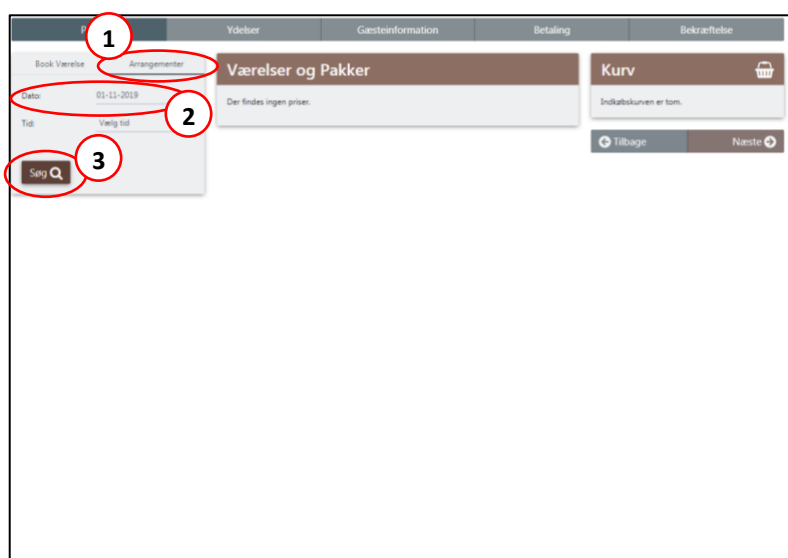 Ydelser
Gæsteinformation
Betaling
Bekræftelse
1
Book Værelse
Arrangementer
Dato:
01-11-2019
2
Tid:
Vælg tid
3
Søg
Værelser og Pakker
Der findes ingen priser.
Kurv
Indkøbskurven er tom.
Tilbage
Næste